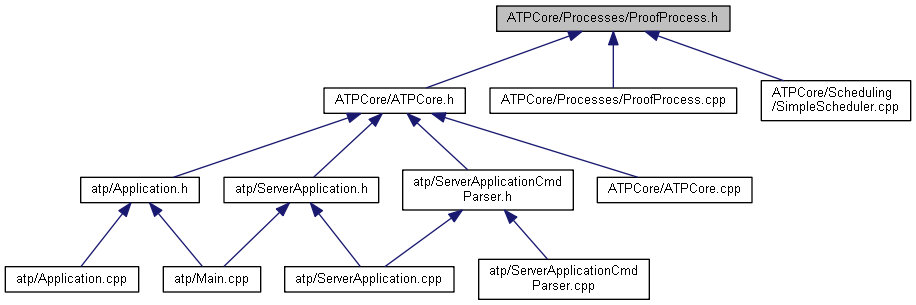 ATPCore/Processes/ProofProcess.h
ATPCore/ATPCore.h
ATPCore/Processes/ProofProcess.cpp
ATPCore/Scheduling
/SimpleScheduler.cpp
atp/Application.h
atp/ServerApplication.h
atp/ServerApplicationCmd
Parser.h
ATPCore/ATPCore.cpp
atp/Application.cpp
atp/Main.cpp
atp/ServerApplication.cpp
atp/ServerApplicationCmd
Parser.cpp